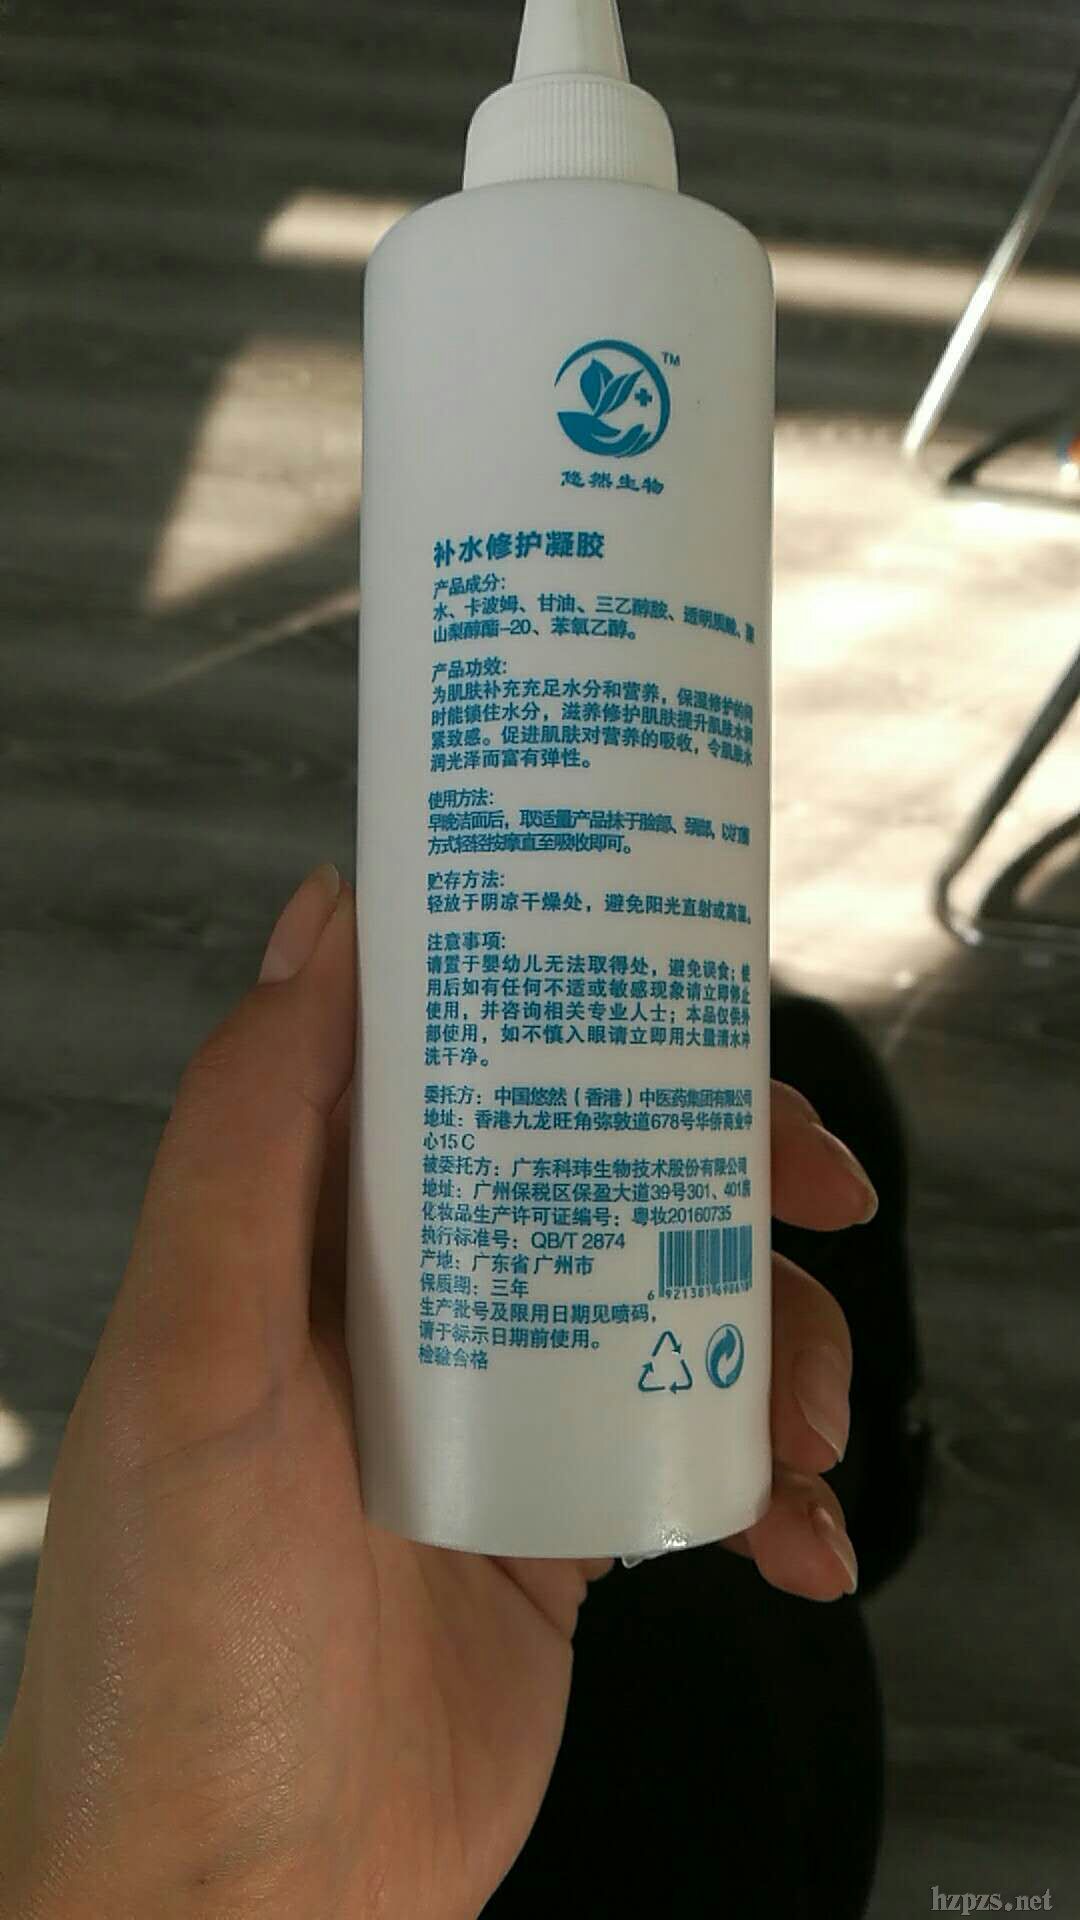 TM
悠然生物
补水修护凝胶
产品成分：
水、卡波姆、甘油、三乙醇胺、透明质酸、聚
山梨醇酯-20、苯氧乙醇。
产品功效：
为肌肤补充充足水分和营养，保湿修护的同
时能锁住水分，滋养修护肌肤提升肌肤水润
紧致感。促进肌肤对营养的吸收，令肌肤水
润光泽而富有弹性。
使用方法：
早晚洁面后，取适量产品抹于脸部、颈部，以打圈
方式轻轻按摩直至吸收即可。
贮存方法：
轻放于阴凉干燥处，避免阳光直射或高温。
注意事項：
请置于婴幼儿无法取得处，避免误食；使
用后如有任何不适或敏感现象请立即停止
使用，并咨询相关专业人士；本品仅供外
部使用，如不慎入眼请立即用大量清水冲
洗干净。
委托方：中国悠然（香港）中医药集团有限公司
地址：香港九龙旺角弥敦道678号华侨商业中
心15C
被委托方：广东科玮生物技术股份有限公司
地址：广州保税区保盈大道39号301、401房
化妆品生产许可证编号：粤妆20160735
执行标准号：QB/T 2874
产地：广东省广州市
保质期：三年
生产批号及限用日期见喷码，
请于标示日期前使用。
检验合格
hzpzs.net